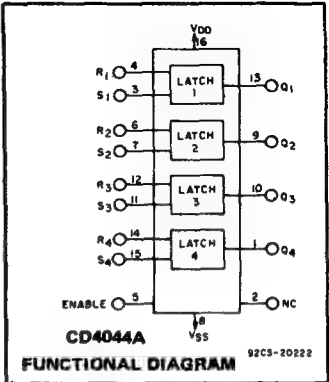 VDD
16
R1 4
S1 3
LATCH
1
13 Q1
R2 6
S2 7
LATCH
2
9 Q2
R3 12
S3 11
LATCH
3
10 Q3
R4 14
S4 15
LATCH
4
1 Q4
ENABLE 5
2 NC
8
VSS
CD4044A
92CS-20222
FUNCTIONAL DIAGRAM